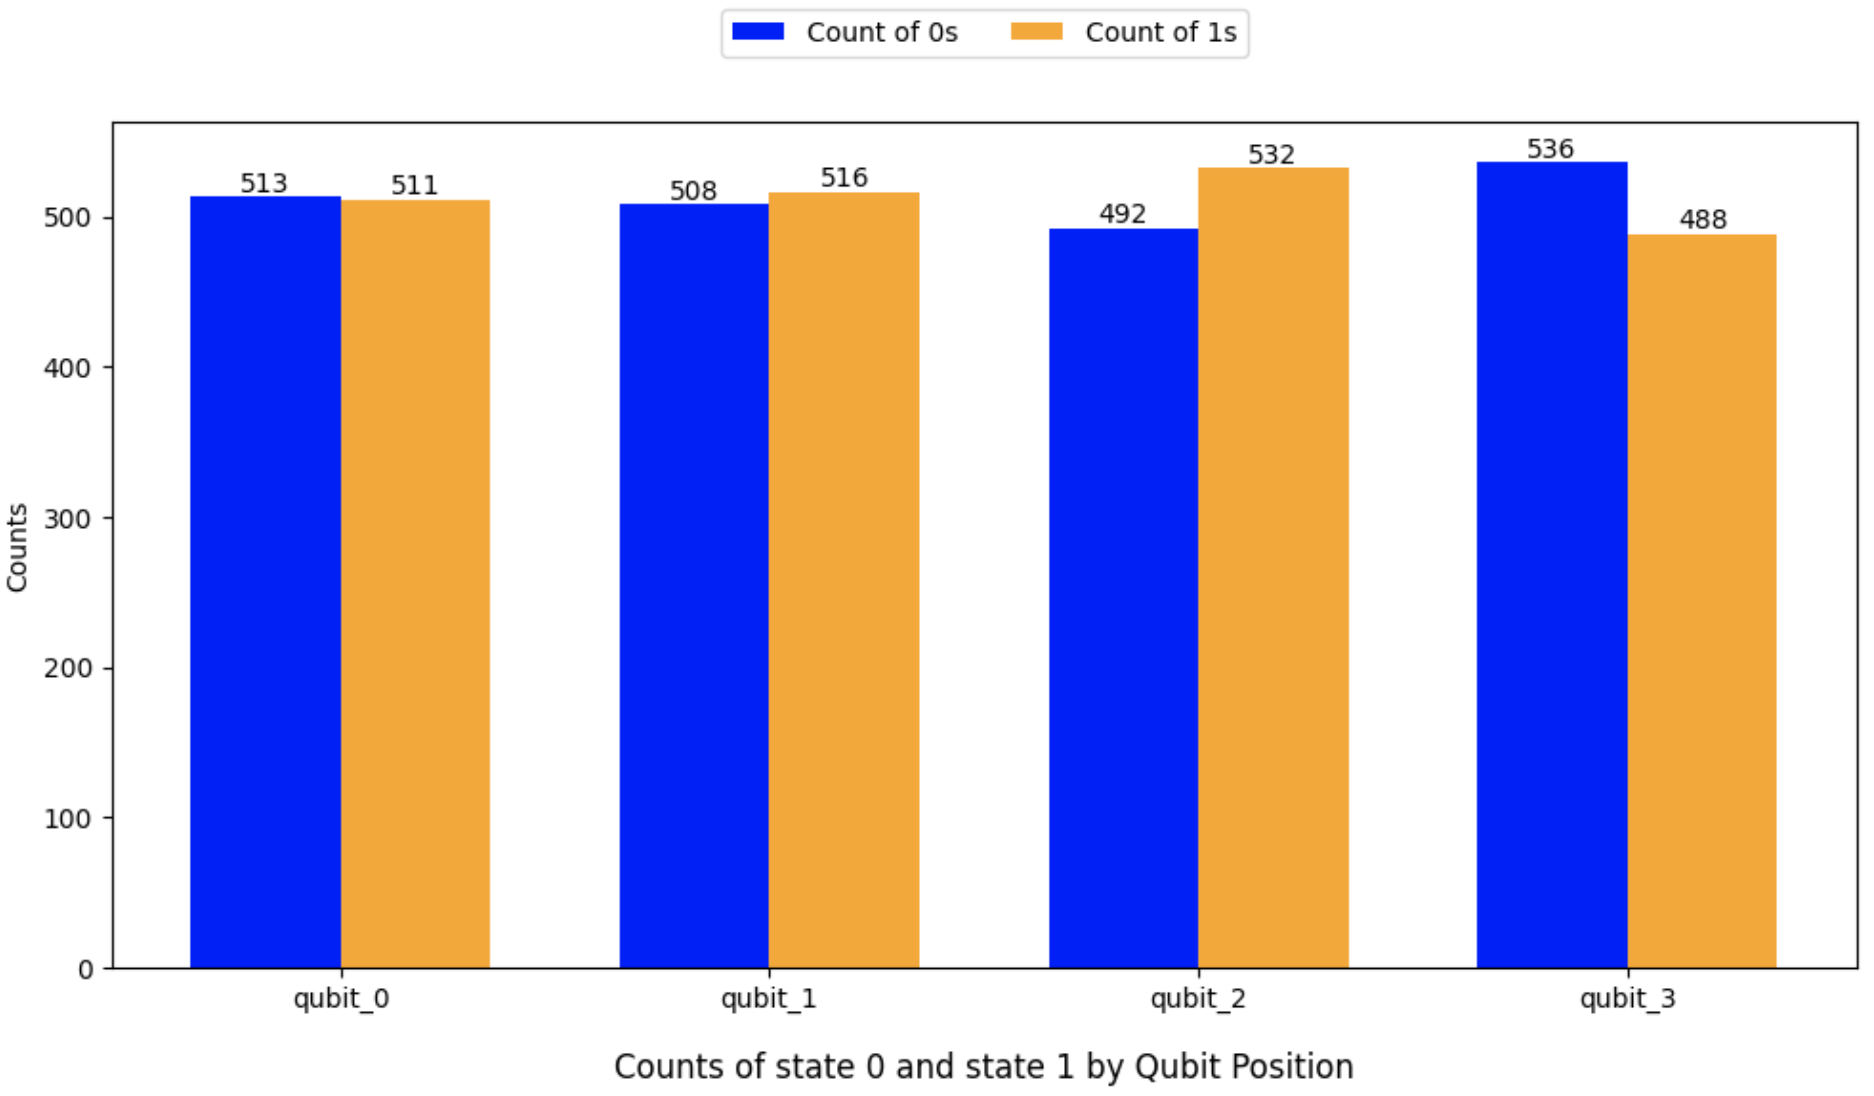 Count of 0s Count of 1s
513 511 508 516 492 532 536 488
500
400
300
200
100
0
Counts
qubit_0 qubit_1 qubit_2 qubit_3
Counts of state 0 and state 1 by Qubit Position